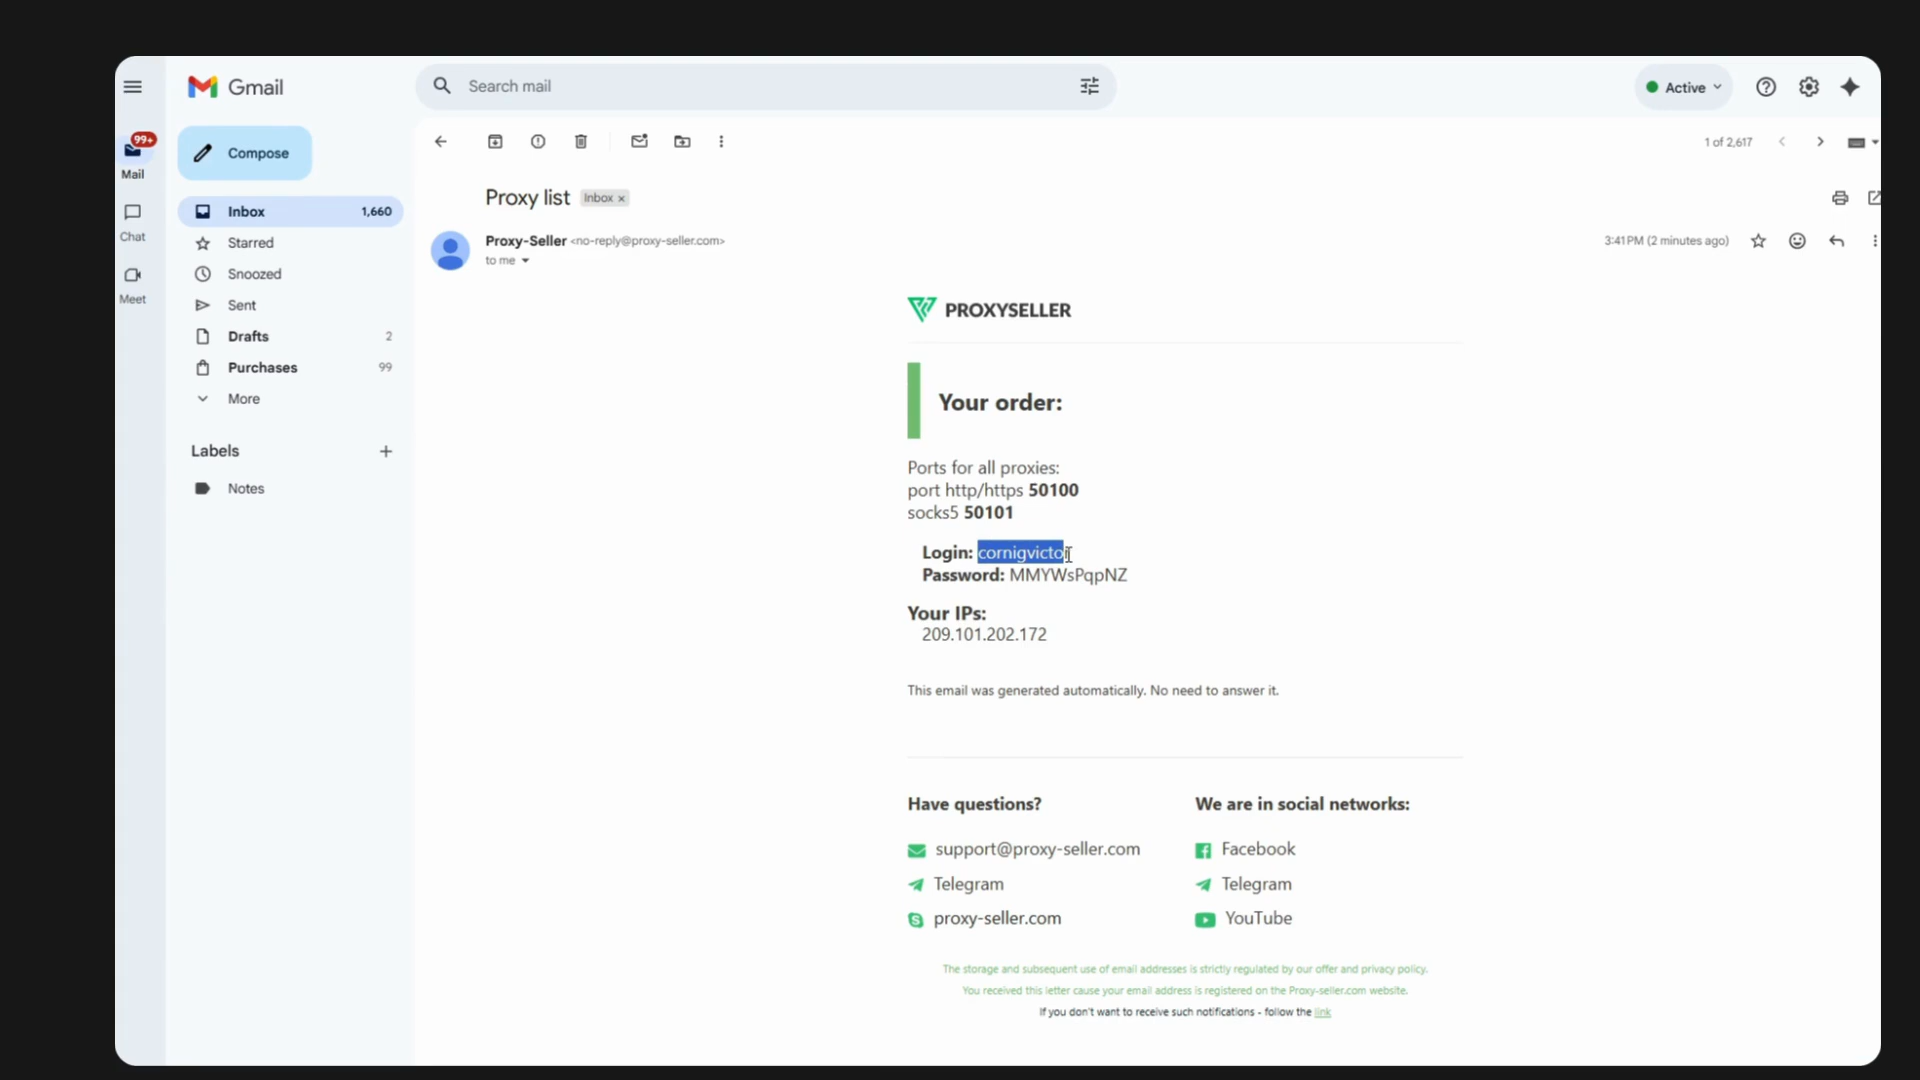 Gmail
Search mail
Active
99+
Mail
Compose
1 of 2,617
Inbox 1,660
Chat
Starred
Snoozed
Meet
Sent
Drafts 2
Purchases 99
More
Labels
Notes
Proxy list Inbox x
Proxy-Seller <no-reply@proxy-seller.com>
3:41 PM (2 minutes ago)
to me
PROXYSELLER
Your order:
Ports for all proxies:
port http/https 50100
socks5 50101
Login: cornigvictor
Password: MMYWsPqpNZ
Your IPs:
209.101.202.172
This email was generated automatically. No need to answer it.
Have questions?
support@proxy-seller.com
Telegram
proxy-seller.com
We are in social networks:
Facebook
Telegram
YouTube
The storage and subsequent use of email addresses is strictly regulated by our offer and privacy policy.
You received this letter cause your email address is registered on the Proxy-seller.com website.
If you don't want to receive such notifications - follow the link